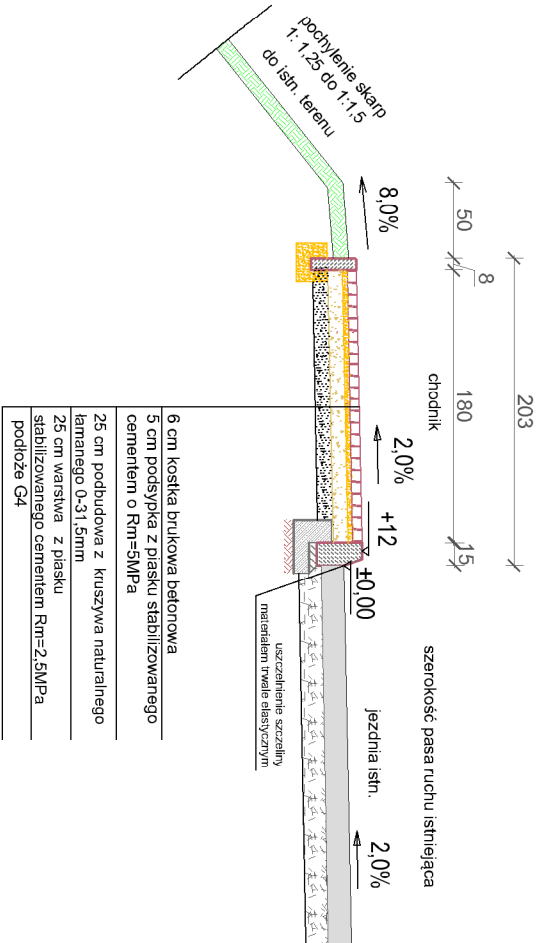 203
50
8
180
15
chodnik
szerokość pasa ruchu istniejąca
pochylenie skarp
1: 1,25 do 1:1,5
do istn. terenu
8,0%
2,0%
+12
±0,00
jezdnia istn.
2,0%
uszczelnienie szczeliny
materiałem trwale elastycznym
6 cm kostka brukowa betonowa
5 cm podsypka z piasku stabilizowanego
cementem o Rm=5MPa
25 cm podbudowa z kruszywa naturalnego
łamanego 0-31,5mm
25 cm warstwa z piasku
stabilizowanego cementem Rm=2,5MPa
podłoże G4